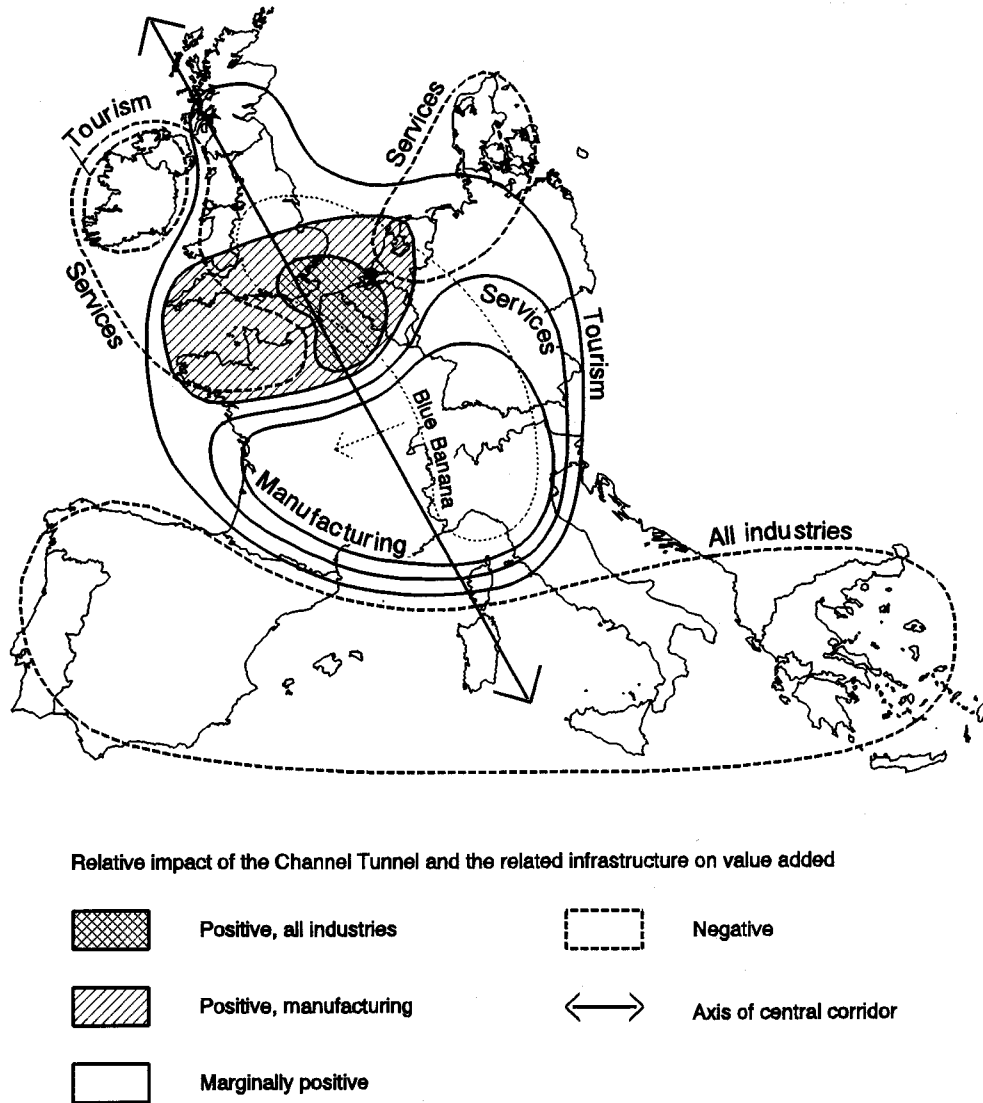 Tourism
Services
Services
Services
Tourism
Blue Banana
Manufacturing
All industries
Relative impact of the Channel Tunnel and the related infrastructure on value added
Positive, all industries
Negative
Positive, manufacturing
Axis of central corridor
Marginally positive